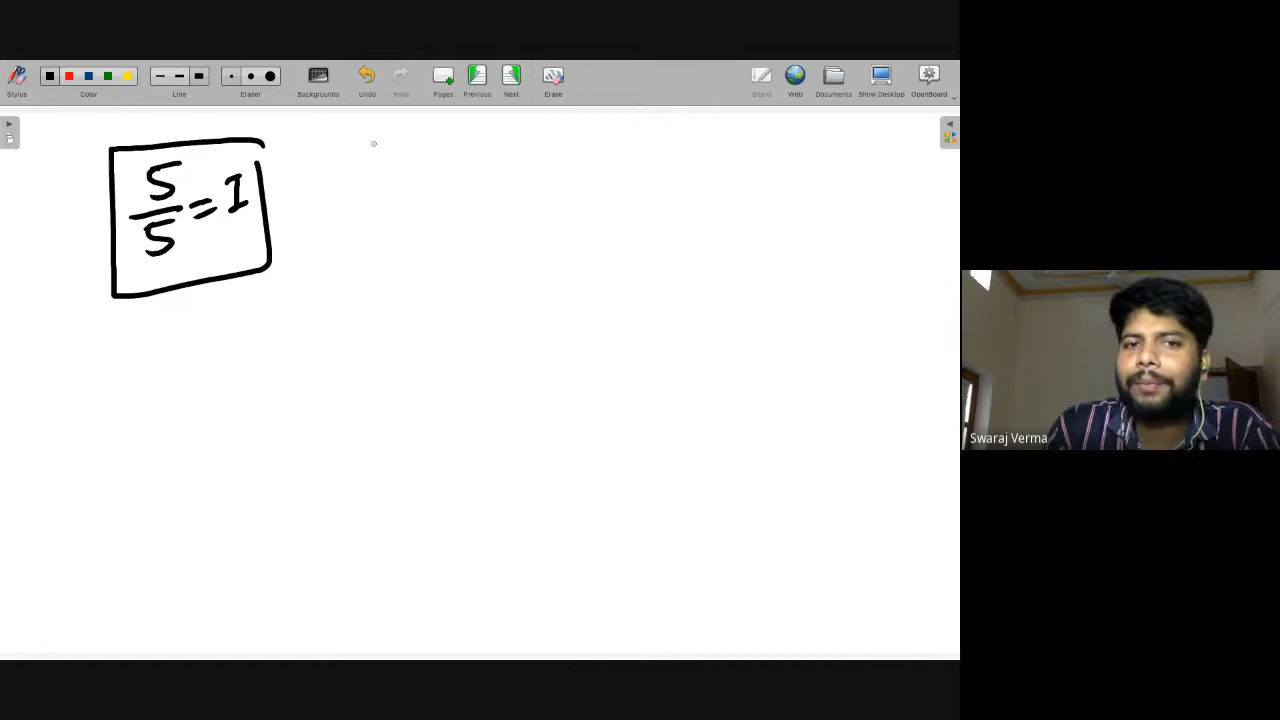 Stylus Color Line Eraser Backgrounds Undo Redo Pages Previous Next Erase Board Web Documents Show Desktop OpenBoard
5/5 = 1
Swaraj Verma